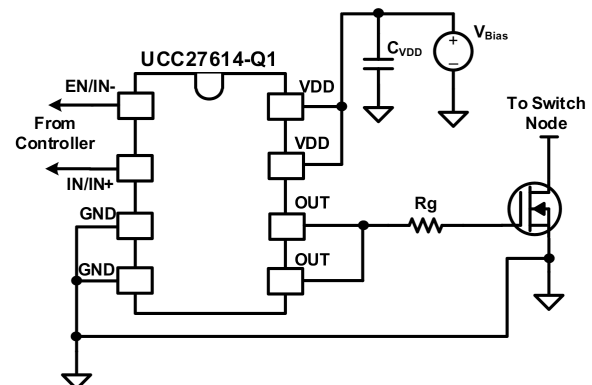 UCC27614-Q1
EN/IN-
From
Controller
IN/IN+
GND
GND
VDD
VDD
OUT
OUT
CVDD
+
VBias
–
Rg
To Switch
Node